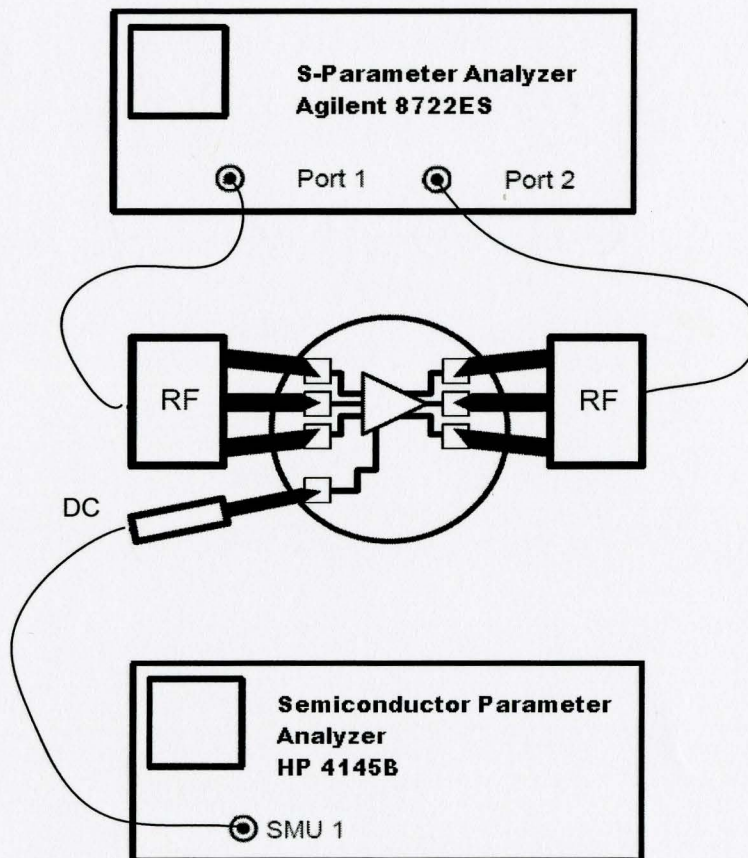 S-Parameter Analyzer
Agilent 8722ES
Port 1
Port 2
RF
RF
DC
Semiconductor Parameter
Analyzer
HP 4145B
SMU 1